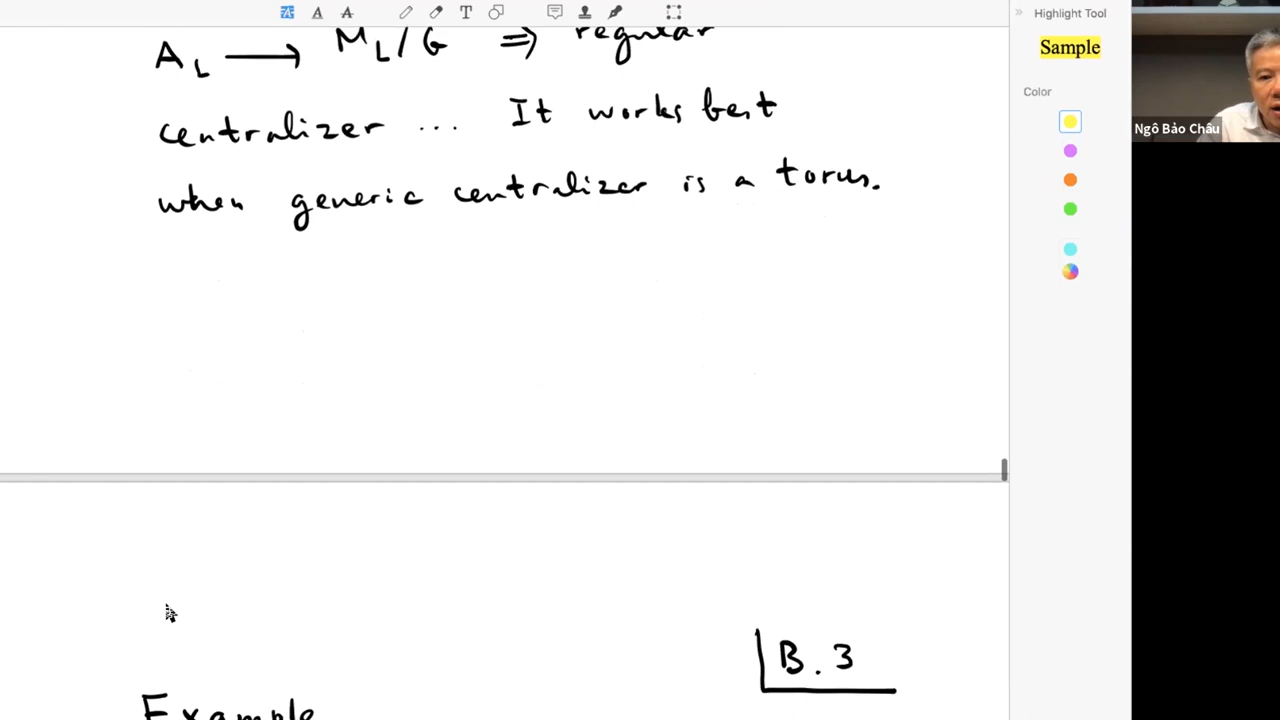 Highlight Tool
Sample
Color
Ngô Bảo Châu
A_L ⟶ M_L/G ⇒ regular
centralizer ... It works best
when generic centralizer is a torus.
B.3
Example